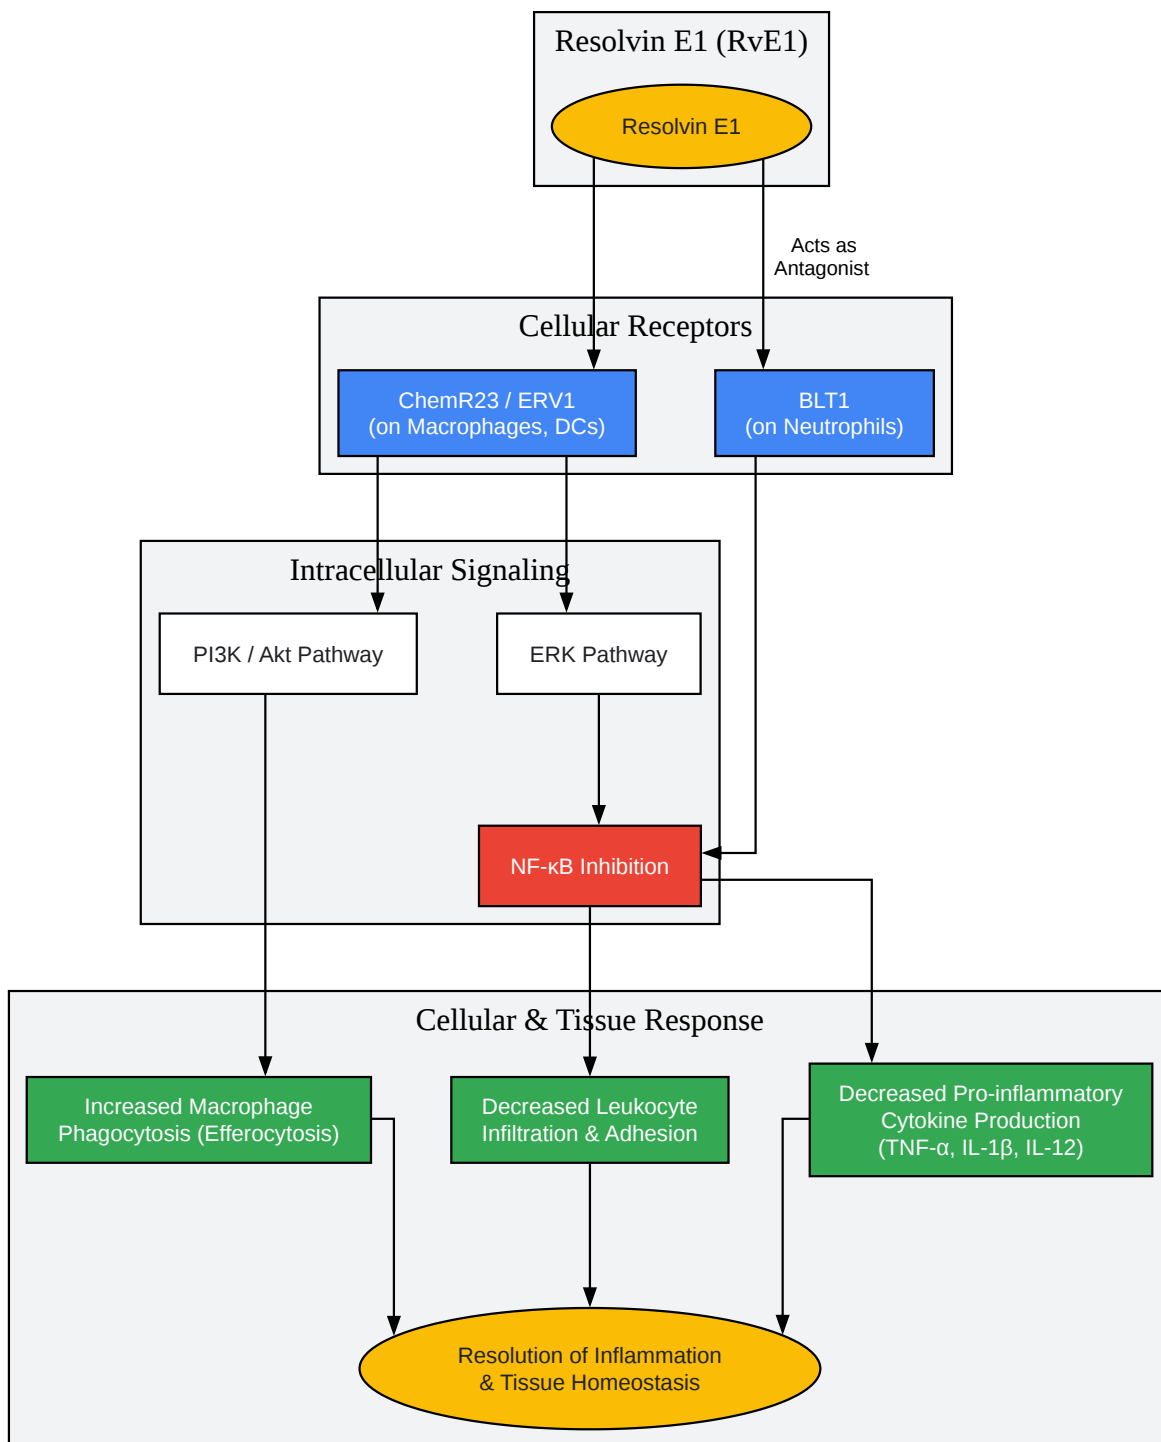 Resolvin E1 (RvE1)
Resolvin E1
Acts as
Antagonist
Cellular Receptors
ChemR23 / ERV1
(on Macrophages, DCs)
BLT1
(on Neutrophils)
Intracellular Signaling
PI3K / Akt Pathway
ERK Pathway
NF-κB Inhibition
Cellular & Tissue Response
Increased Macrophage
Phagocytosis (Efferocytosis)
Decreased Leukocyte
Infiltration & Adhesion
Decreased Pro-inflammatory
Cytokine Production
(TNF-α, IL-1β, IL-12)
Resolution of Inflammation
& Tissue Homeostasis